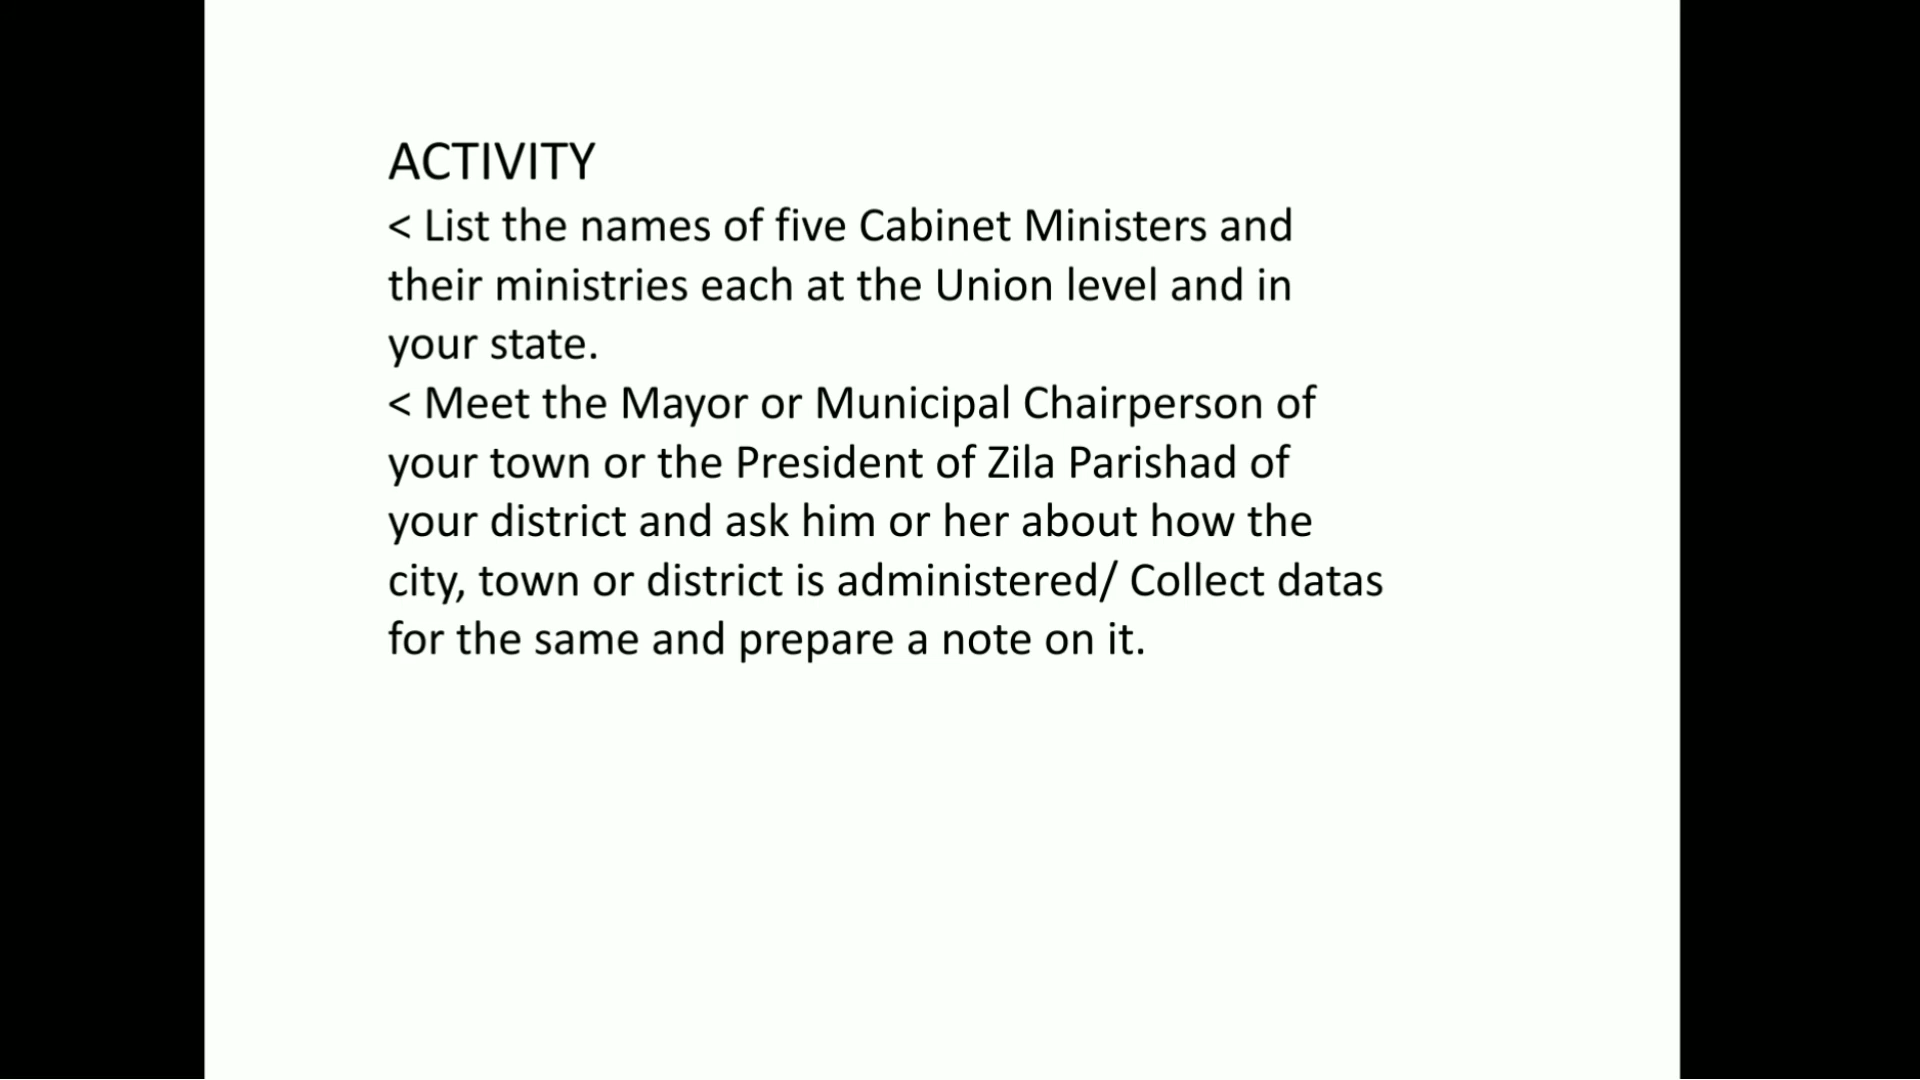 ACTIVITY
< List the names of five Cabinet Ministers and
their ministries each at the Union level and in
your state.
< Meet the Mayor or Municipal Chairperson of
your town or the President of Zila Parishad of
your district and ask him or her about how the
city, town or district is administered/ Collect datas
for the same and prepare a note on it.